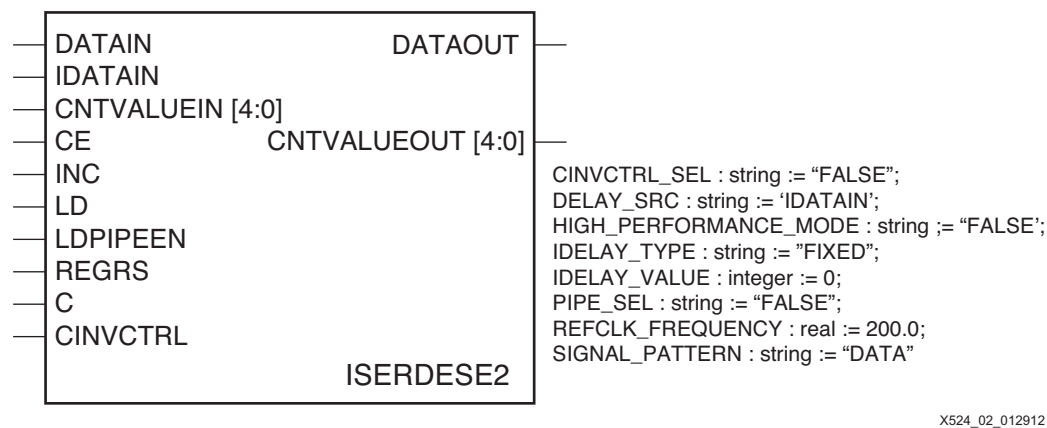 DATAIN DATAOUT
IDATAIN
CNTVALUEIN [4:0]
CE CNTVALUEOUT [4:0]
INC
LD
LDPIPEEN
REGRS
C
CINVCTRL
ISERDESE2
CINVCTRL_SEL : string := “FALSE”;
DELAY_SRC : string := ‘IDATAIN’;
HIGH_PERFORMANCE_MODE : string ;= “FALSE’;
IDELAY_TYPE : string := ”FIXED”;
IDELAY_VALUE : integer := 0;
PIPE_SEL : string := “FALSE”;
REFCLK_FREQUENCY : real := 200.0;
SIGNAL_PATTERN : string := “DATA”
X524_02_012912